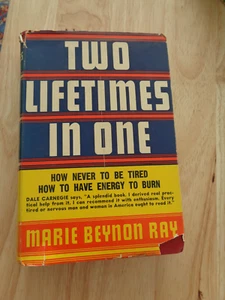 TWO
LIFETIMES
IN ONE
HOW NEVER TO BE TIRED
HOW TO HAVE ENERGY TO BURN
DALE CARNEGIE says, "A splendid book. I derived real prac-
tical help from it. I can recommend it with enthusiasm. Every
tired or nervous man and woman in America ought to read it."
MARIE BEYNON RAY